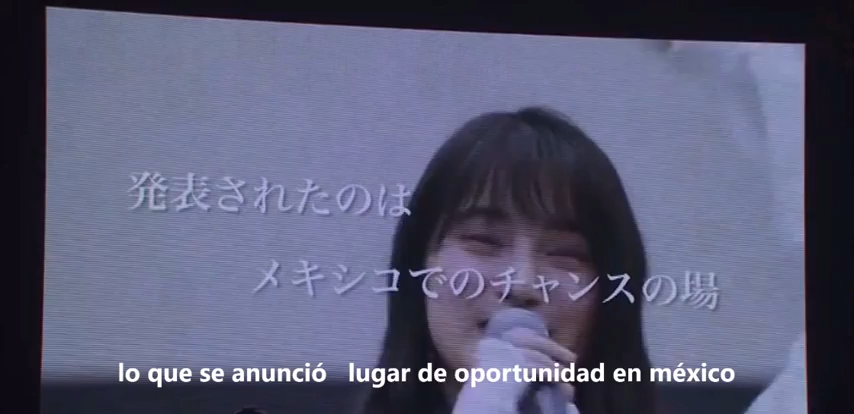 発表されたのは
メキシコでのチャンスの場
lo que se anunció lugar de oportunidad en méxico